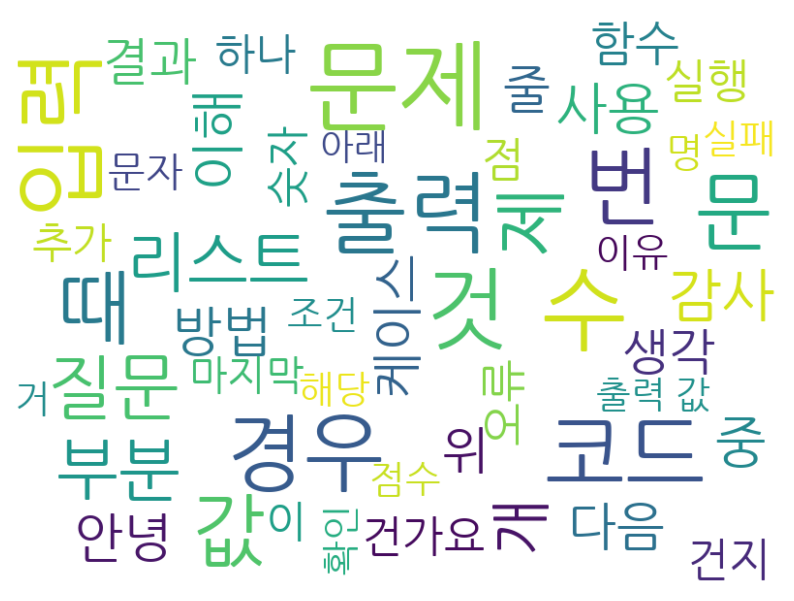 입력
결과
하나
문제
줄
함수
사용
실행
이해
문자
숫자
아래
점
번
명
실패
출력
제
문
추가
리스트
때
방법
조건
케이스
것
수
이유
감사
생각
거
질문
마지막
해당
오류
출력 값
부분
경우
점수
위
코드
중
안녕
값
이
확인
건가요
개
다음
건지